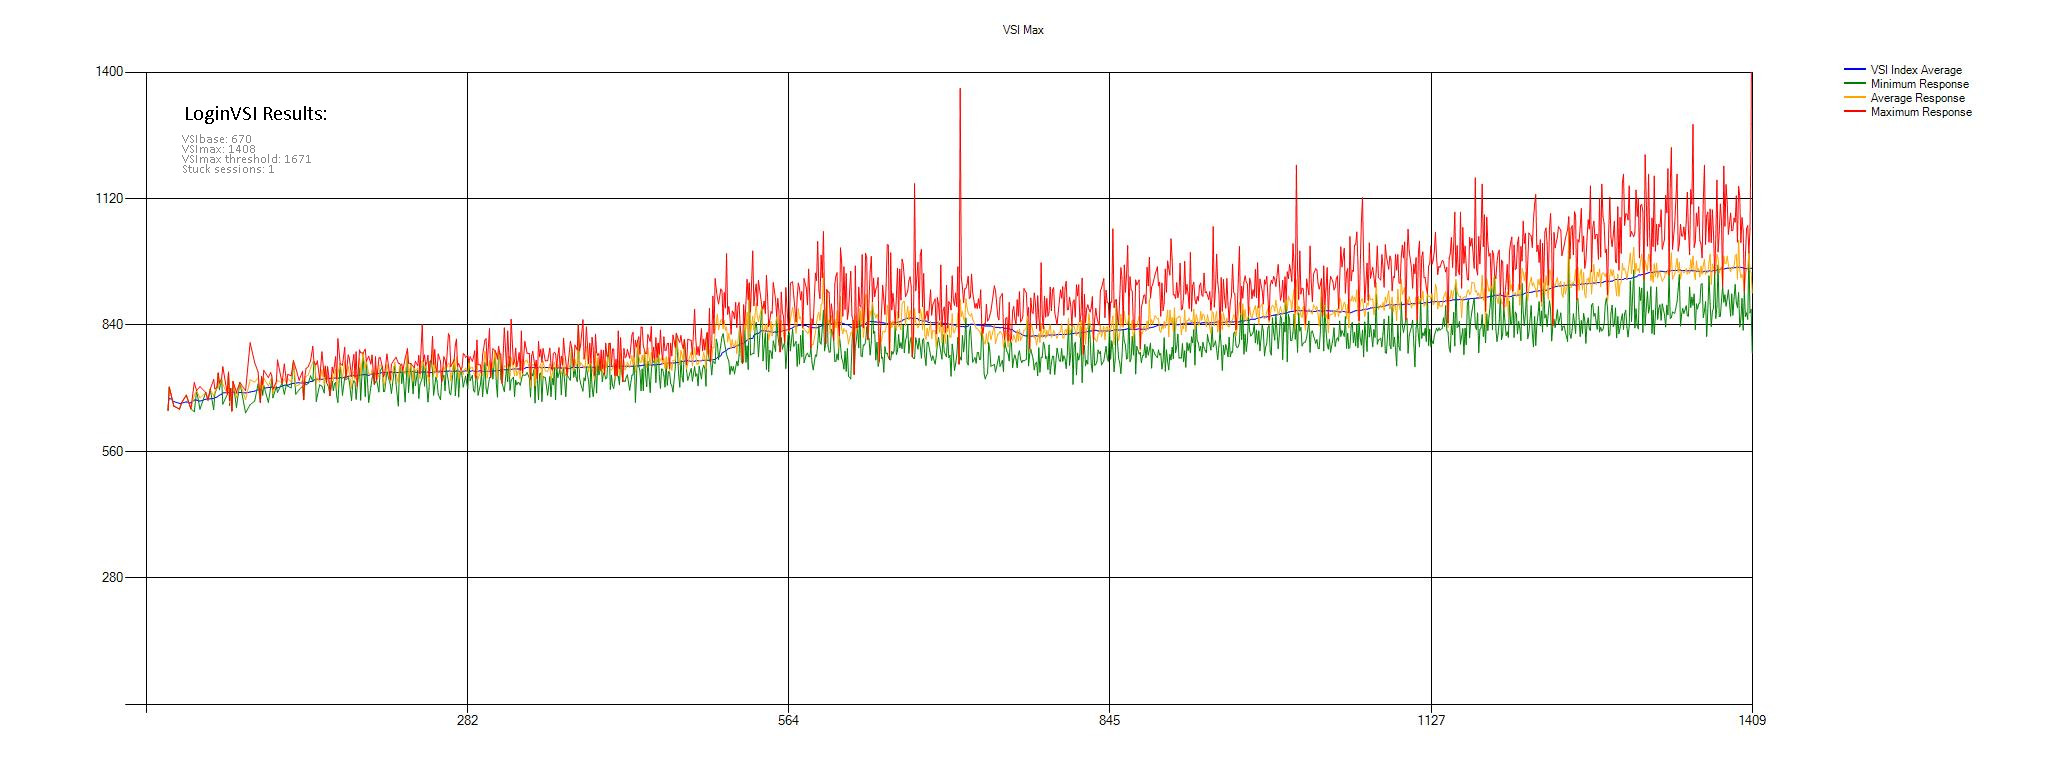 VSI Max
1400
1120
840
560
280
LoginVSI Results:
VSIbase: 670
VSImax: 1408
VSImax threshold: 1671
Stuck sessions: 1
282
564
845
1127
1409
VSI Index Average
Minimum Response
Average Response
Maximum Response